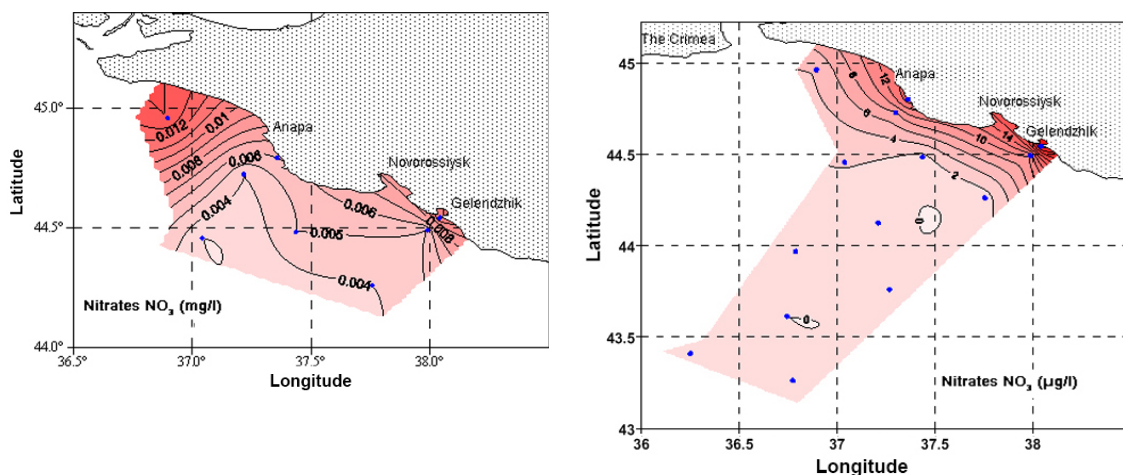 45.0°
44.5°
44.0°
36.5°
37.0°
37.5°
38.0°
Latitude
Longitude
Anapa
Novorossiysk
Gelendzhik
0.012
0.01
0.008
0.006
0.004
0.006
0.005
0.008
0.004
Nitrates NO₃ (mg/l)
The Crimea
Anapa
Novorossiysk
Gelendzhik
45
44.5
44
43.5
43
36
36.5
37
37.5
38
Latitude
Longitude
8
12
6
4
10
14
2
0
0
Nitrates NO₃ (µg/l)